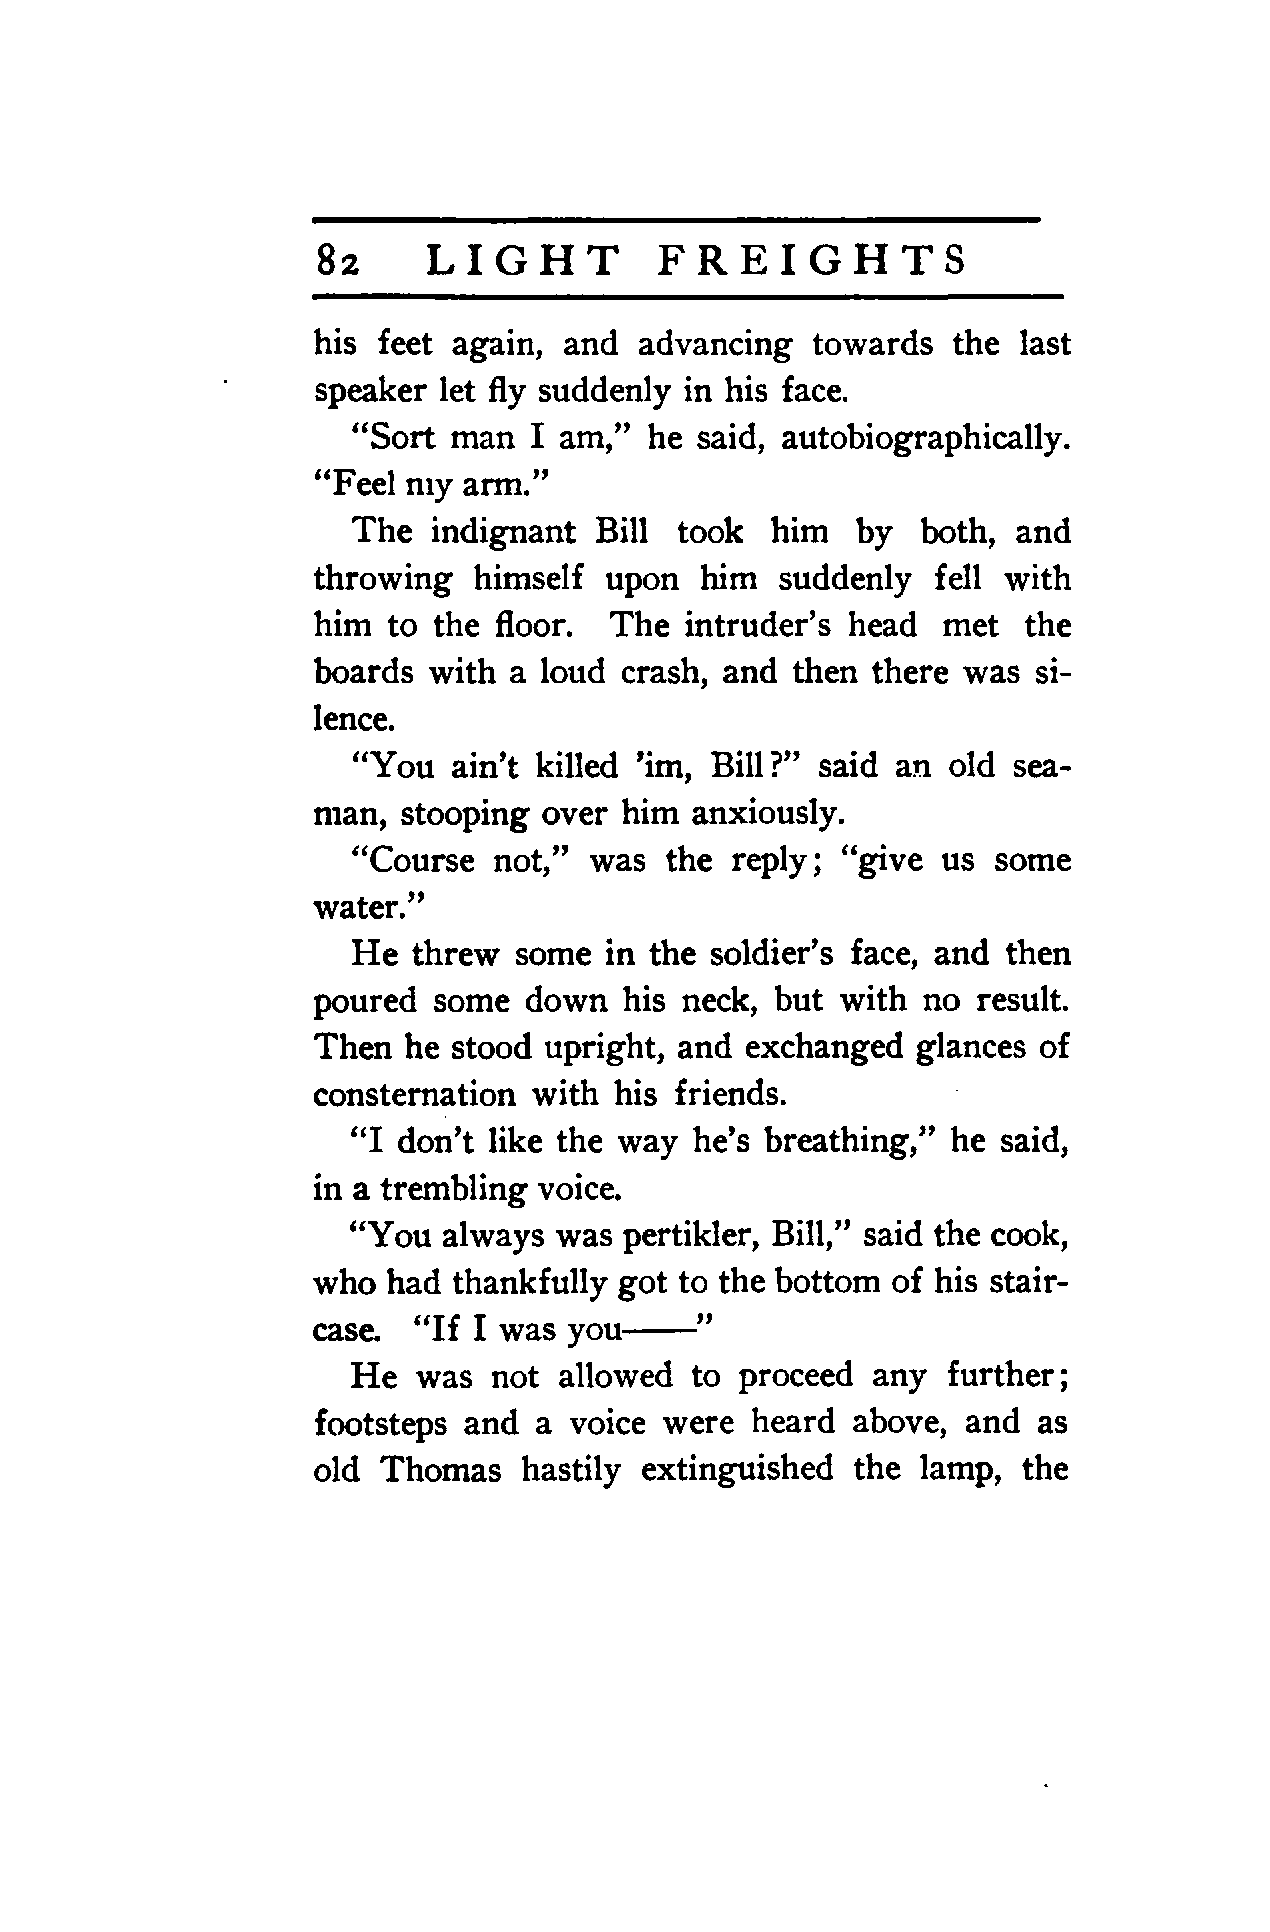 82 LIGHT FREIGHTS
his feet again, and advancing towards the last
speaker let fly suddenly in his face.
“Sort man I am,” he said, autobiographically.
“Feel my arm.”
The indignant Bill took him by both, and
throwing himself upon him suddenly fell with
him to the floor. The intruder’s head met the
boards with a loud crash, and then there was si-
lence.
“You ain’t killed ’im, Bill?” said an old sea-
man, stooping over him anxiously.
“Course not,” was the reply; “give us some
water.”
He threw some in the soldier’s face, and then
poured some down his neck, but with no result.
Then he stood upright, and exchanged glances of
consternation with his friends.
“I don’t like the way he’s breathing,” he said,
in a trembling voice.
“You always was pertikler, Bill,” said the cook,
who had thankfully got to the bottom of his stair-
case. “If I was you——”
He was not allowed to proceed any further;
footsteps and a voice were heard above, and as
old Thomas hastily extinguished the lamp, the